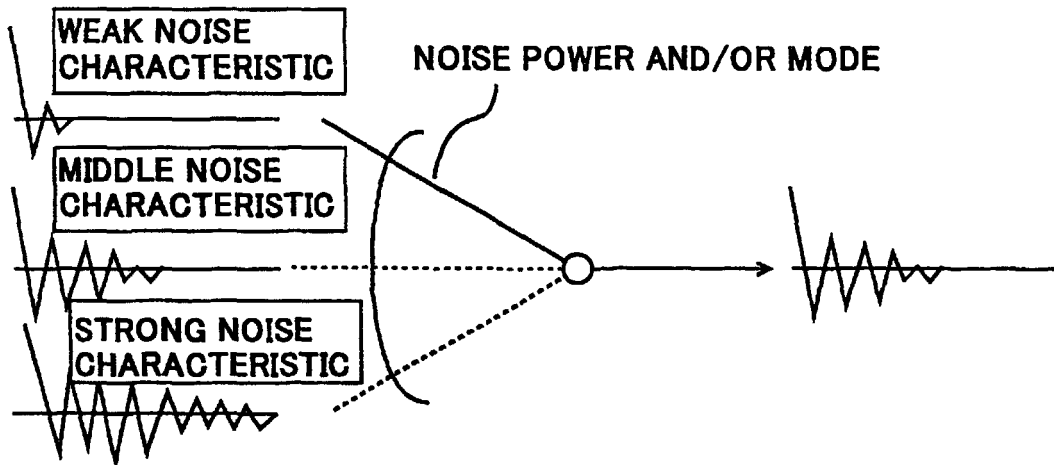 WEAK NOISE
CHARACTERISTIC
NOISE POWER AND/OR MODE
MIDDLE NOISE
CHARACTERISTIC
STRONG NOISE
CHARACTERISTIC